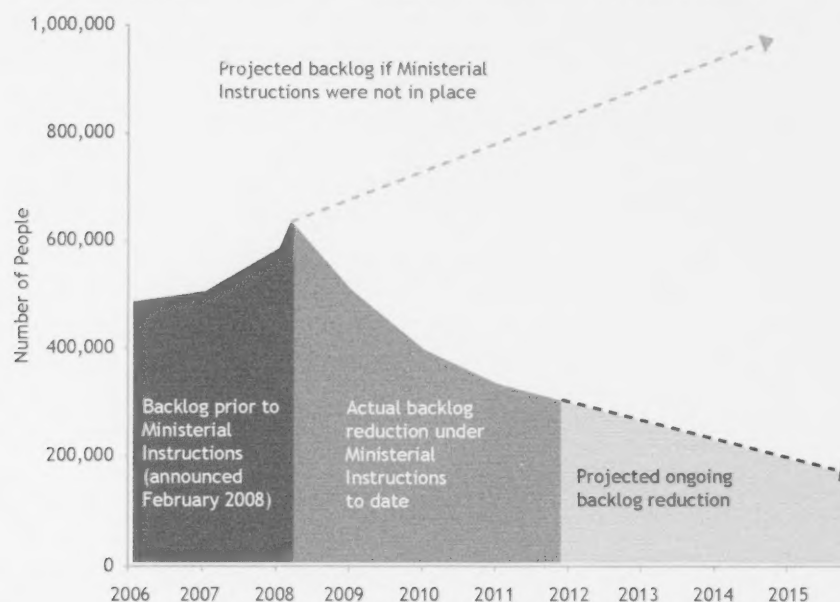 1,000,000
Projected backlog if Ministerial
Instructions were not in place
800,000
600,000
Number of People
400,000
Backlog prior to
Ministerial
Instructions
(announced
February 2008)
Actual backlog
reduction under
Ministerial
Instructions
to date
200,000
Projected ongoing
backlog reduction
0
2006 2007 2008 2009 2010 2011 2012 2013 2014 2015